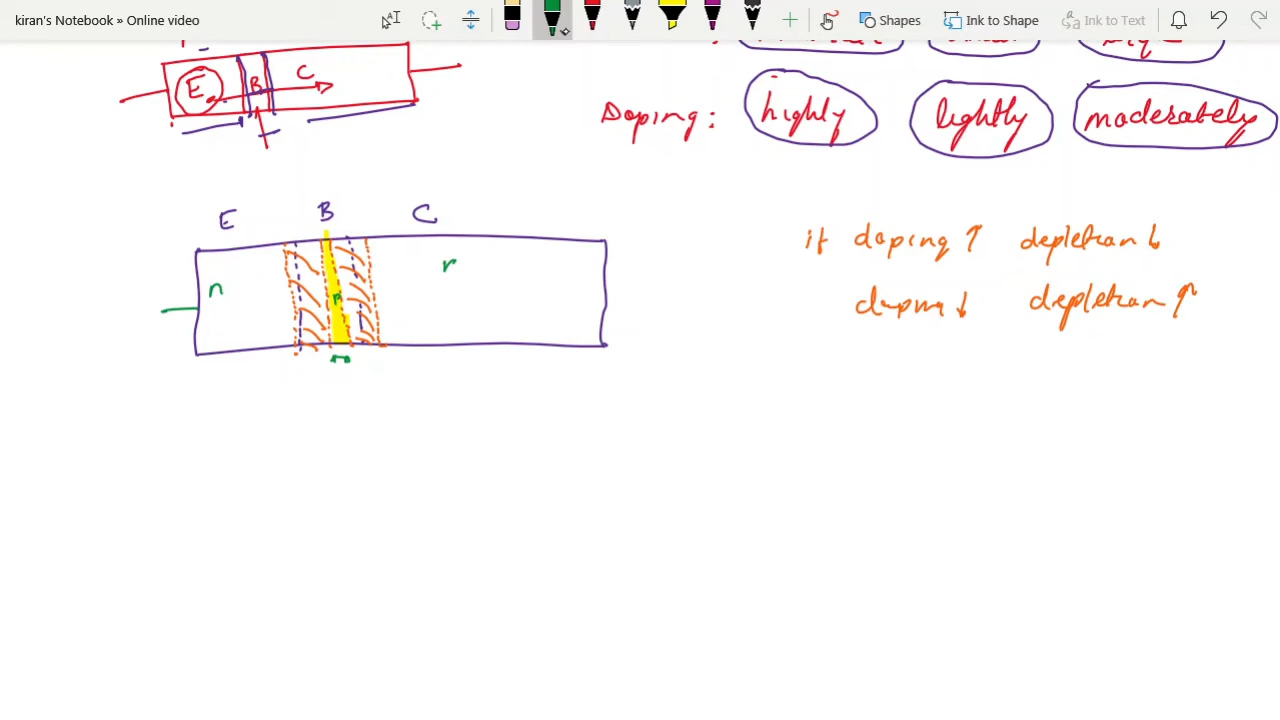 kiran's Notebook » Online video
Shapes
Ink to Shape
Ink to Text
E B C
Doping: highly lightly moderately
E B C
if doping ↑ depletion ↓
n p
doping ↓ depletion ↑